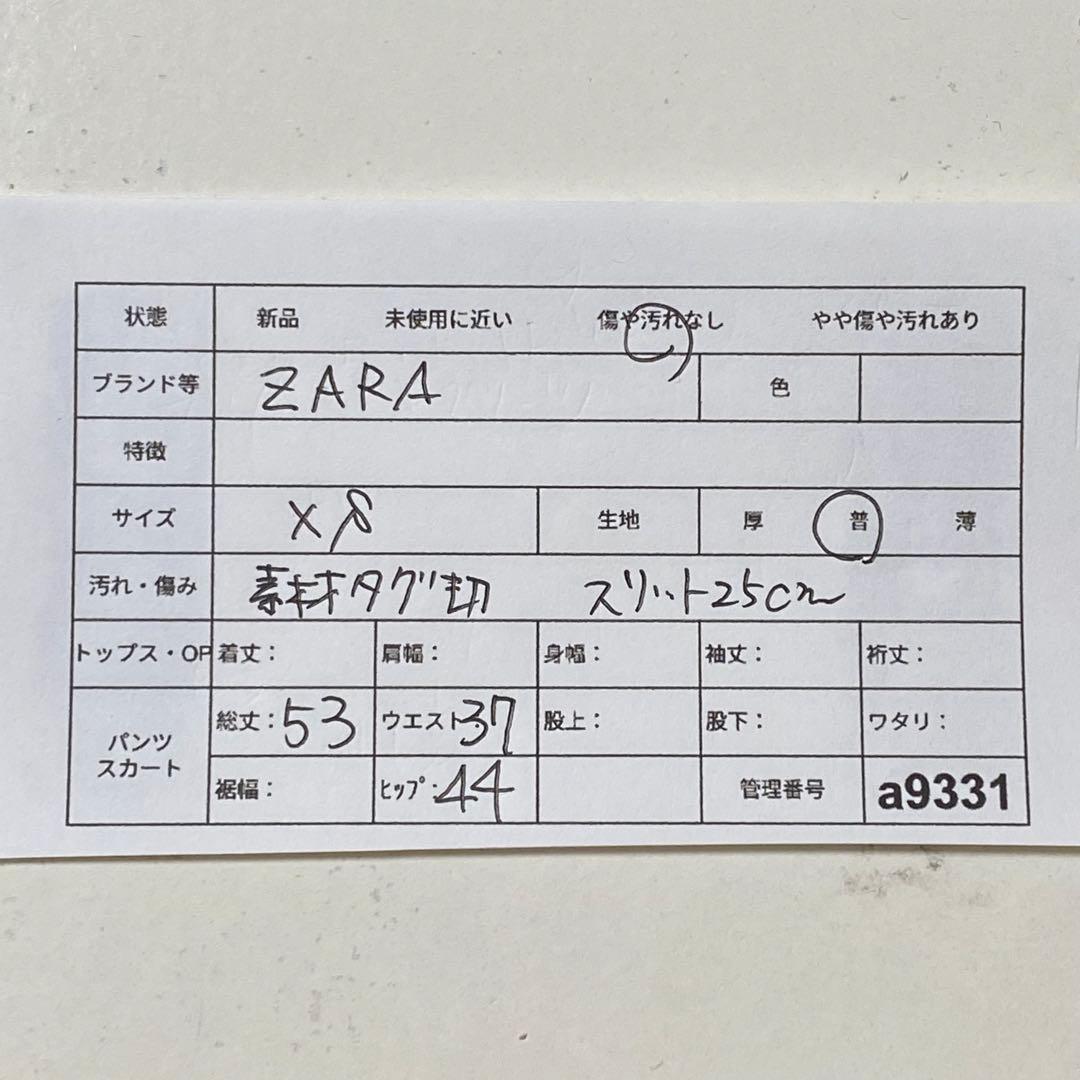 状態 新品 未使用に近い 傷や汚れなし やや傷や汚れあり
ブランド等 ZARA 色
特徴
サイズ XS 生地 厚 普 薄
汚れ・傷み 素材タグ切 スリット25cm
トップス・OP 着丈： 肩幅： 身幅： 袖丈： 裄丈：
パンツ スカート 総丈：53 ウエスト：37 股上： 股下： ワタリ：
裾幅： ﾋｯﾌﾟ：44 管理番号 a9331